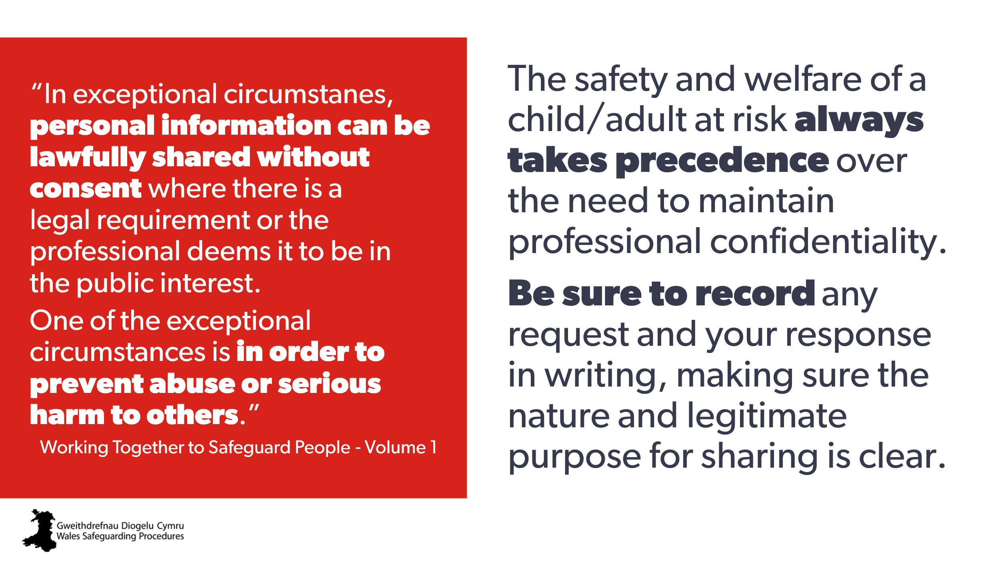 “In exceptional circumstanes,
personal information can be
lawfully shared without
consent where there is a
legal requirement or the
professional deems it to be in
the public interest.
One of the exceptional
circumstances is in order to
prevent abuse or serious
harm to others.”
Working Together to Safeguard People - Volume 1
The safety and welfare of a
child/adult at risk always
takes precedence over
the need to maintain
professional confidentiality.
Be sure to record any
request and your response
in writing, making sure the
nature and legitimate
purpose for sharing is clear.
Gweithdrefnau Diogelu Cymru
Wales Safeguarding Procedures